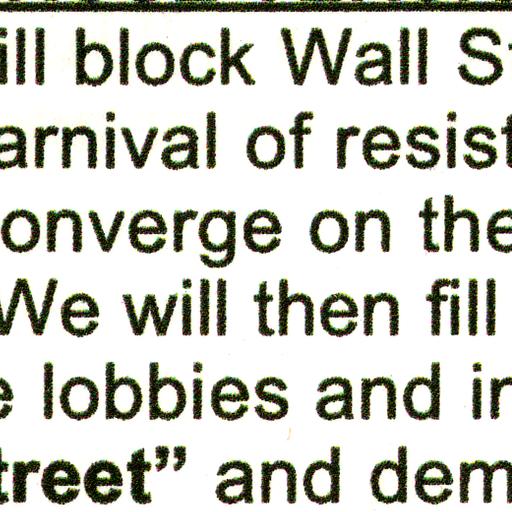 ill block Wall St
arnival of resist
onverge on the
We will then fill
e lobbies and in
treet” and dem